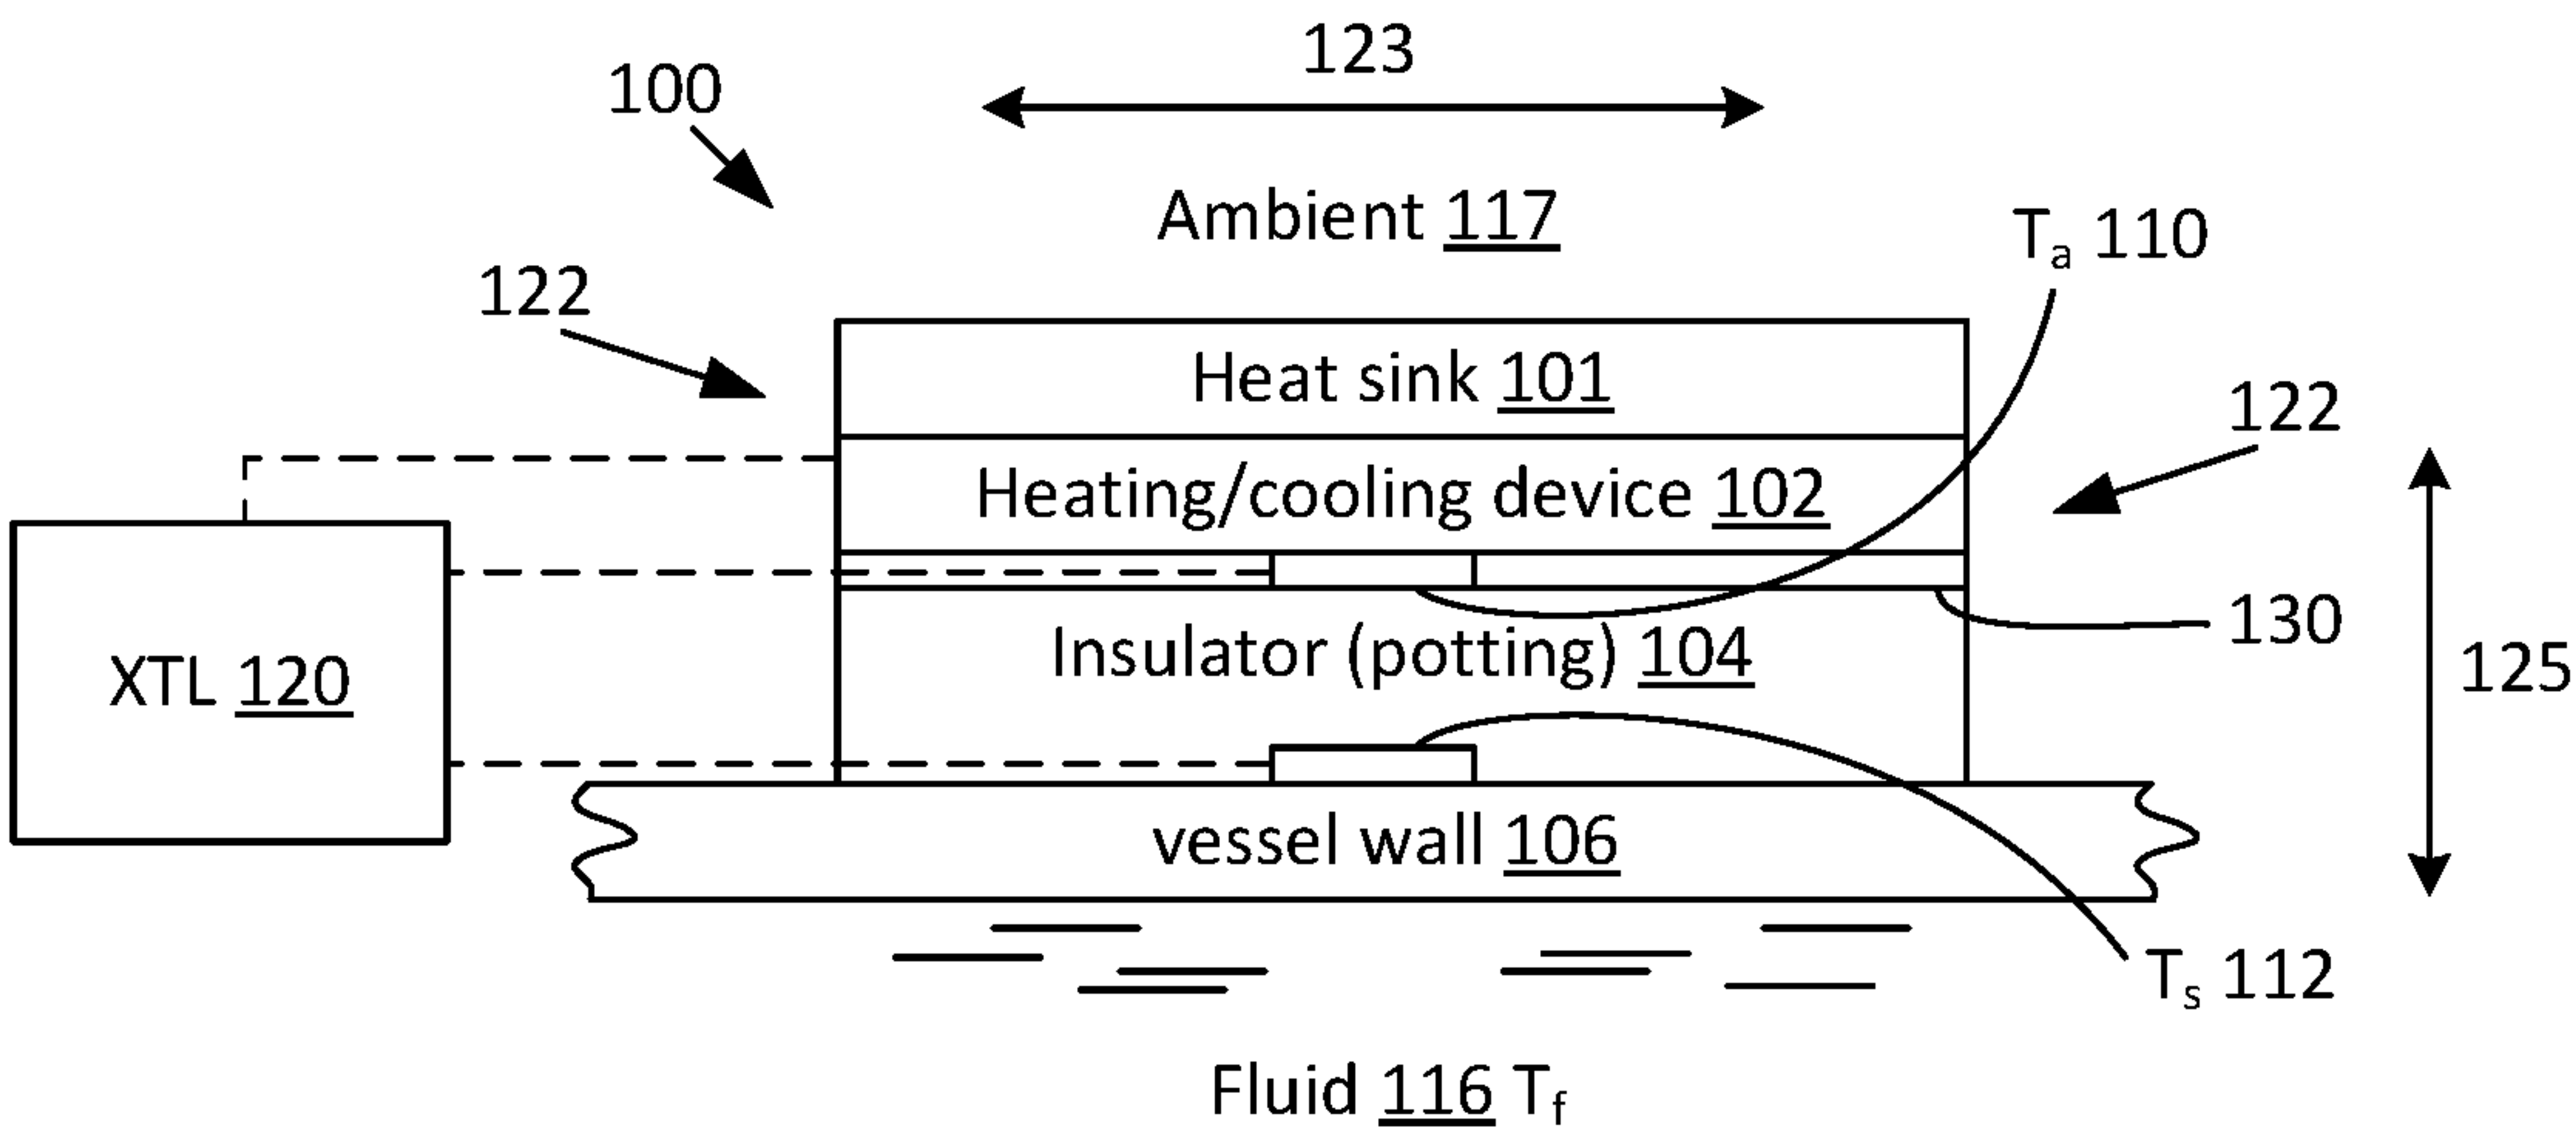 123
100
Ambient 117
Ta 110
122
Heat sink 101
122
Heating/cooling device 102
130
Insulator (potting) 104
XTL 120
125
vessel wall 106
Ts 112
Fluid 116 Tf